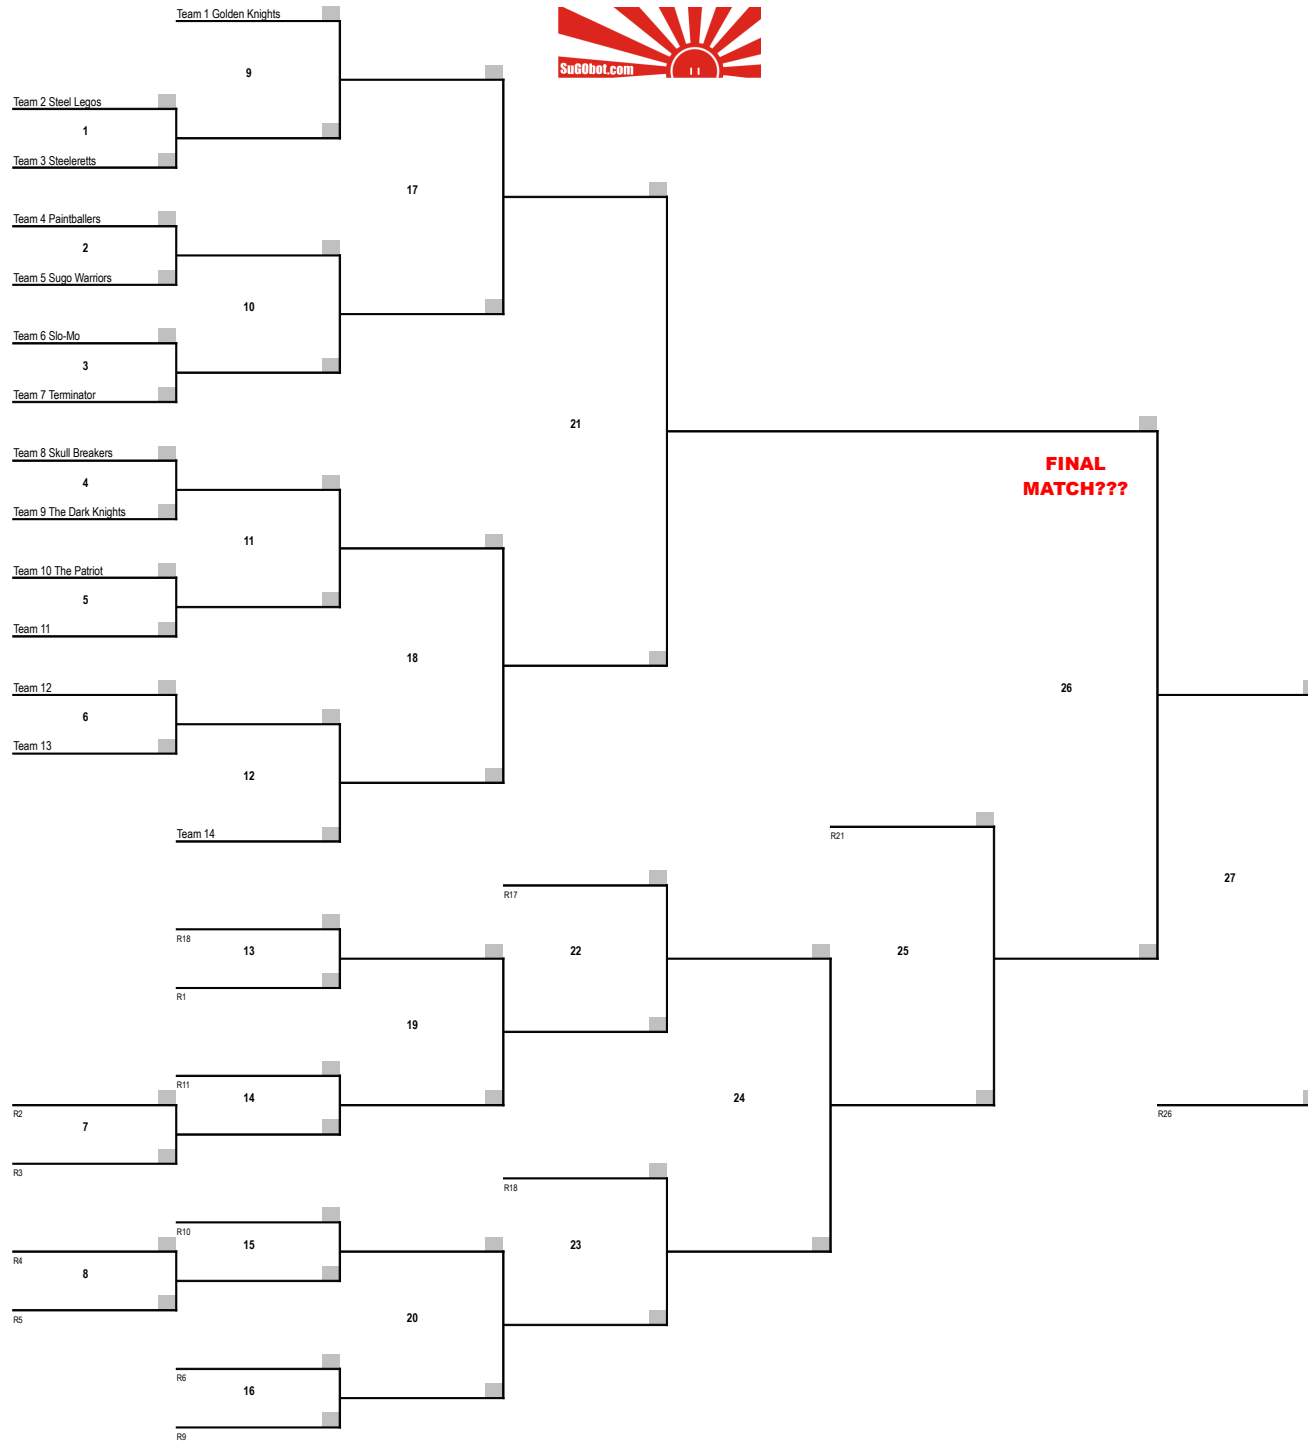 Team 1 Golden Knights
SuGObot.com
9
Team 2 Steel Legos
1
Team 3 Steeleretts
17
Team 4 Paintballers
2
Team 5 Sugo Warriors
10
Team 6 Slo-Mo
3
Team 7 Terminator
21
Team 8 Skull Breakers
FINAL
MATCH???
4
Team 9 The Dark Knights
11
Team 10 The Patriot
5
Team 11
18
Team 12
26
6
Team 13
12
Team 14
R21
27
R17
R18
13
22
25
R1
19
R11
14
24
R2
R26
7
R3
R18
R10
15
23
R4
8
R5
20
R6
16
R9